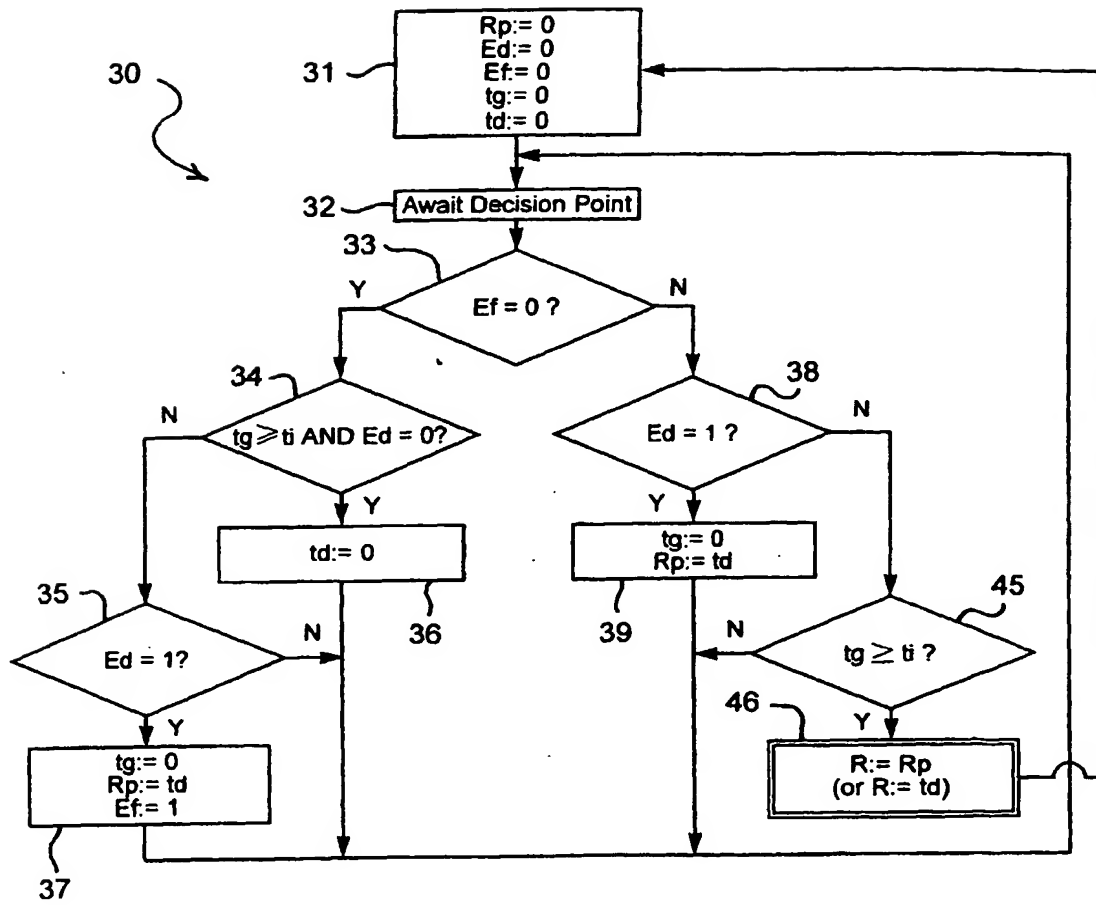 Rp:= 0
Ed:= 0
Ef:= 0
tg:= 0
td:= 0
31
30
32
Await Decision Point
33
Y
Ef = 0 ?
N
34
N
tg ⩾ ti AND Ed = 0?
Y
38
Ed = 1 ?
N
Y
td:= 0
36
tg:= 0
Rp:= td
39
35
Ed = 1?
N
Y
45
N
tg ≥ ti ?
Y
46
tg:= 0
Rp:= td
Ef:= 1
37
R:= Rp
(or R:= td)